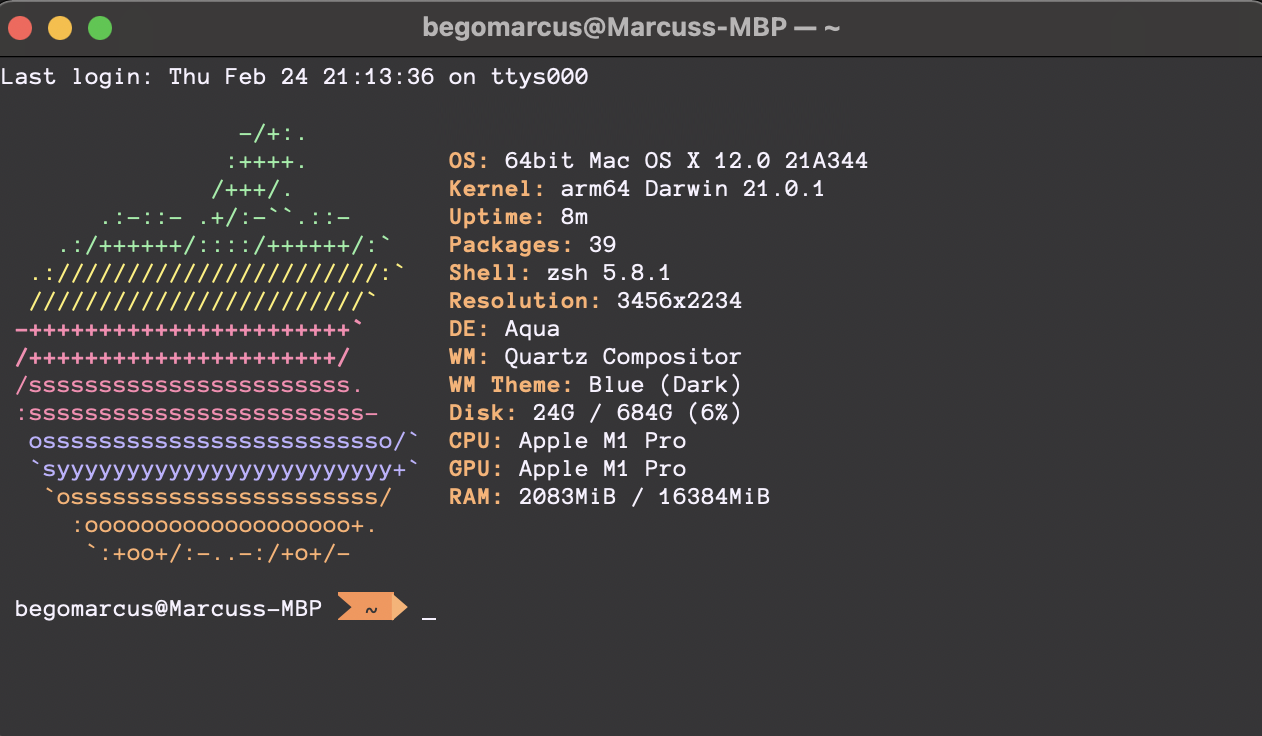 begomarcus@Marcuss-MBP — ~
Last login: Thu Feb 24 21:13:36 on ttys000
                 -/+:.
                :++++.          OS: 64bit Mac OS X 12.0 21A344
               /+++/.           Kernel: arm64 Darwin 21.0.1
       .:-::- .+/:-``.::-       Uptime: 8m
    .:/++++++/::::/++++++/:`    Packages: 39
  .:///////////////////////:`   Shell: zsh 5.8.1
  ////////////////////////`     Resolution: 3456x2234
 -+++++++++++++++++++++++`      DE: Aqua
 /++++++++++++++++++++++/       WM: Quartz Compositor
 /sssssssssssssssssssssss.      WM Theme: Blue (Dark)
 :ssssssssssssssssssssssss-     Disk: 24G / 684G (6%)
  osssssssssssssssssssssssso/`  CPU: Apple M1 Pro
  `syyyyyyyyyyyyyyyyyyyyyyyy+`  GPU: Apple M1 Pro
   `ossssssssssssssssssssss/    RAM: 2083MiB / 16384MiB
     :ooooooooooooooooooo+.
      `:+oo+/:-..-:/+o+/-
begomarcus@Marcuss-MBP ~ _